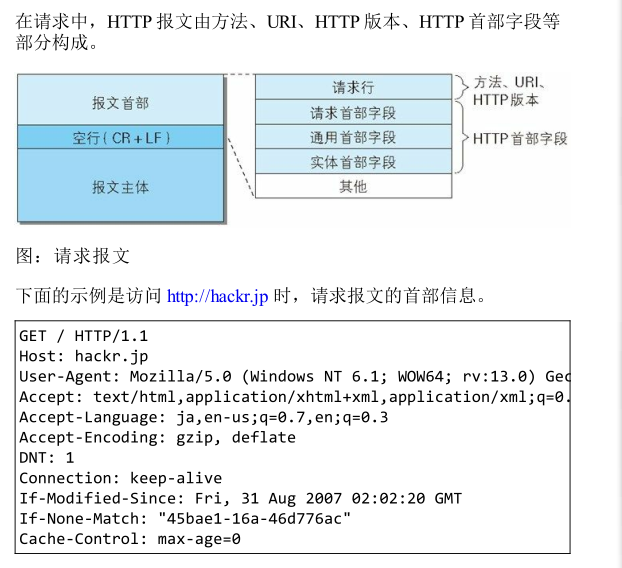 在请求中，HTTP 报文由方法、URI、HTTP 版本、HTTP 首部字段等
部分构成。
报文首部
空行（CR+LF）
报文主体
请求行
请求首部字段
通用首部字段
实体首部字段
其他
方法、URI、
HTTP版本
HTTP首部字段
图：请求报文
下面的示例是访问 http://hackr.jp 时，请求报文的首部信息。
GET / HTTP/1.1
Host: hackr.jp
User-Agent: Mozilla/5.0 (Windows NT 6.1; WOW64; rv:13.0) Gec
Accept: text/html,application/xhtml+xml,application/xml;q=0.
Accept-Language: ja,en-us;q=0.7,en;q=0.3
Accept-Encoding: gzip, deflate
DNT: 1
Connection: keep-alive
If-Modified-Since: Fri, 31 Aug 2007 02:02:20 GMT
If-None-Match: "45bae1-16a-46d776ac"
Cache-Control: max-age=0